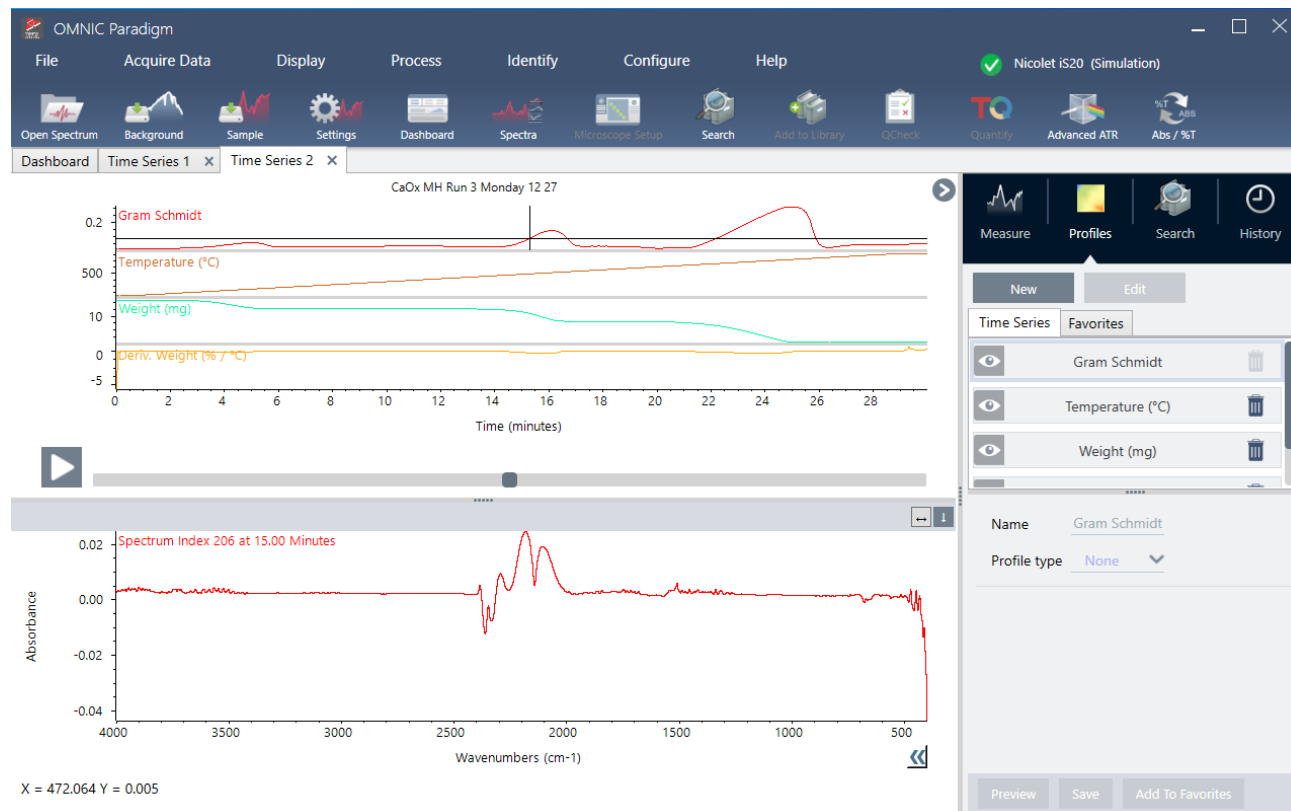 OMNIC Paradigm
File Acquire Data Display Process Identify Configure Help Nicolet iS20 (Simulation)
Open Spectrum Background Sample Settings Dashboard Spectra Microscope Setup Search Add to Library QCheck TQ Quantify Advanced ATR %T ABS Abs / %T
Dashboard Time Series 1 Time Series 2
CaOx MH Run 3 Monday 12 27
0.2 Gram Schmidt
Temperature (°C)
500
Weight (mg)
10
0 Deriv. Weight (% / °C)
-5
0 2 4 6 8 10 12 14 16 18 20 22 24 26 28
Time (minutes)
Spectrum Index 206 at 15.00 Minutes
0.02
0.00
-0.02
-0.04
Absorbance
4000 3500 3000 2500 2000 1500 1000 500
Wavenumbers (cm-1)
X = 472.064 Y = 0.005
Measure Profiles Search History
New Edit
Time Series Favorites
Gram Schmidt
Temperature (°C)
Weight (mg)
Name Gram Schmidt
Profile type None
Preview Save Add To Favorites